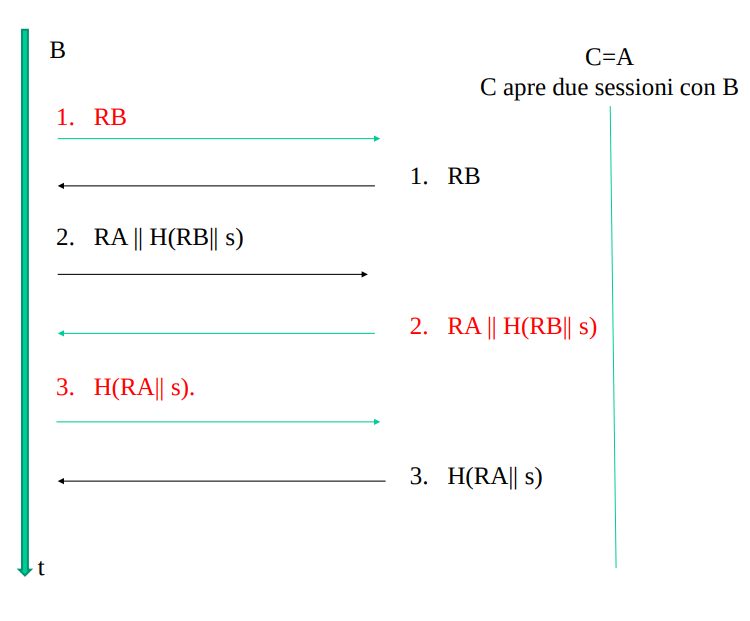 B
C=A
C apre due sessioni con B
1. RB
1. RB
2. RA || H(RB|| s)
2. RA || H(RB|| s)
3. H(RA|| s).
3. H(RA|| s)
t